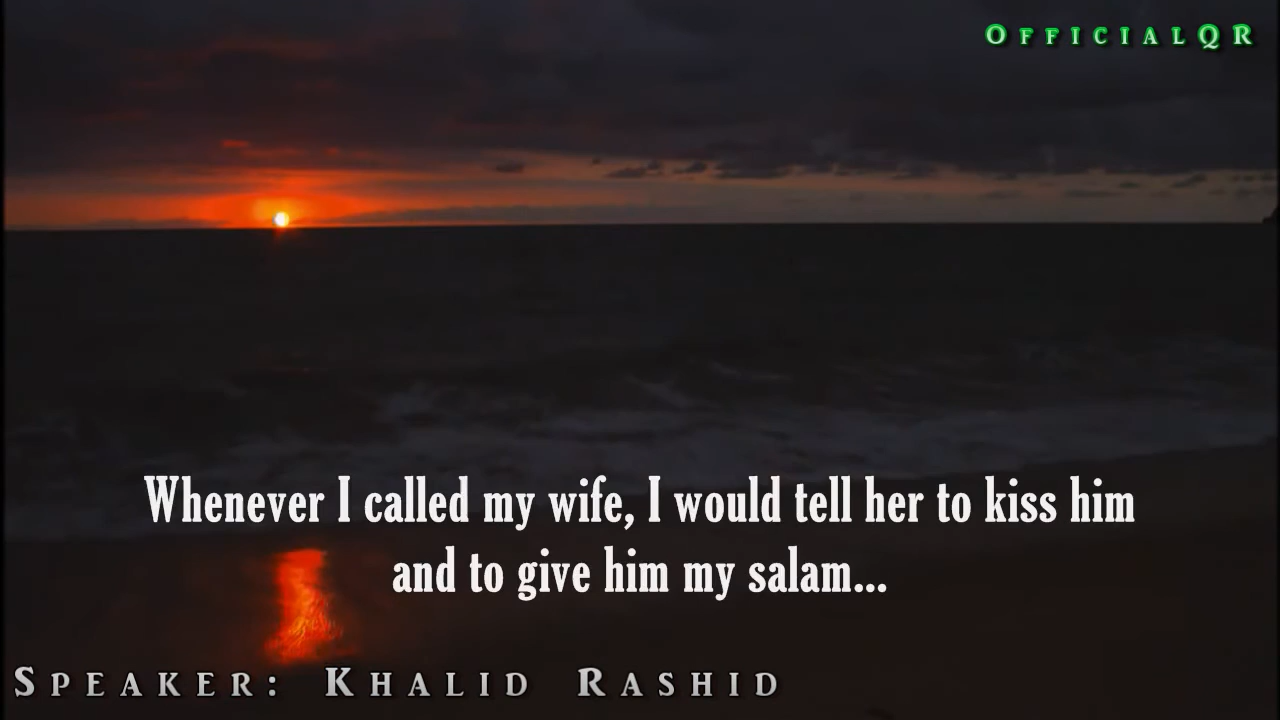 OfficialQR
Whenever I called my wife, I would tell her to kiss him
and to give him my salam...
Speaker: Khalid Rashid